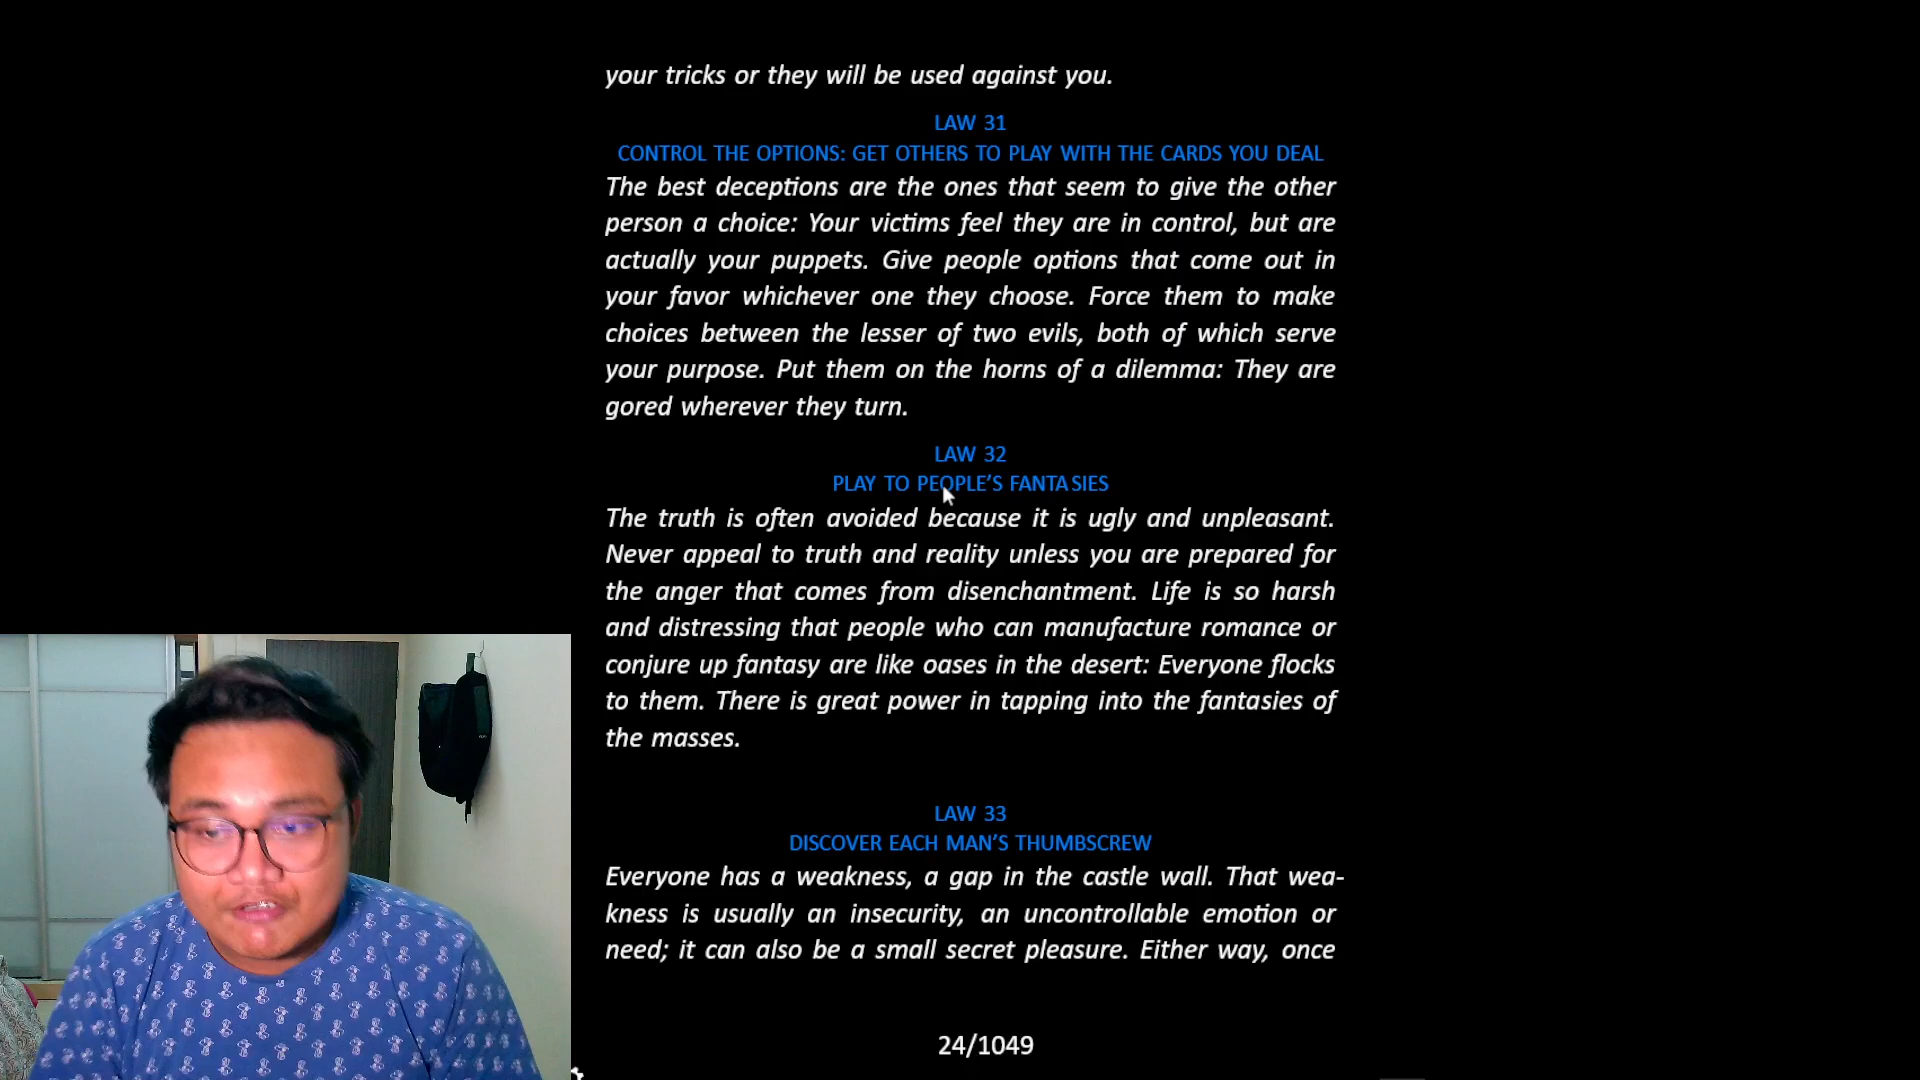 your tricks or they will be used against you.
LAW 31
CONTROL THE OPTIONS: GET OTHERS TO PLAY WITH THE CARDS YOU DEAL
The best deceptions are the ones that seem to give the other
person a choice: Your victims feel they are in control, but are
actually your puppets. Give people options that come out in
your favor whichever one they choose. Force them to make
choices between the lesser of two evils, both of which serve
your purpose. Put them on the horns of a dilemma: They are
gored wherever they turn.
LAW 32
PLAY TO PEOPLE’S FANTASIES
The truth is often avoided because it is ugly and unpleasant.
Never appeal to truth and reality unless you are prepared for
the anger that comes from disenchantment. Life is so harsh
and distressing that people who can manufacture romance or
conjure up fantasy are like oases in the desert: Everyone flocks
to them. There is great power in tapping into the fantasies of
the masses.
LAW 33
DISCOVER EACH MAN’S THUMBSCREW
Everyone has a weakness, a gap in the castle wall. That wea-
kness is usually an insecurity, an uncontrollable emotion or
need; it can also be a small secret pleasure. Either way, once
24/1049